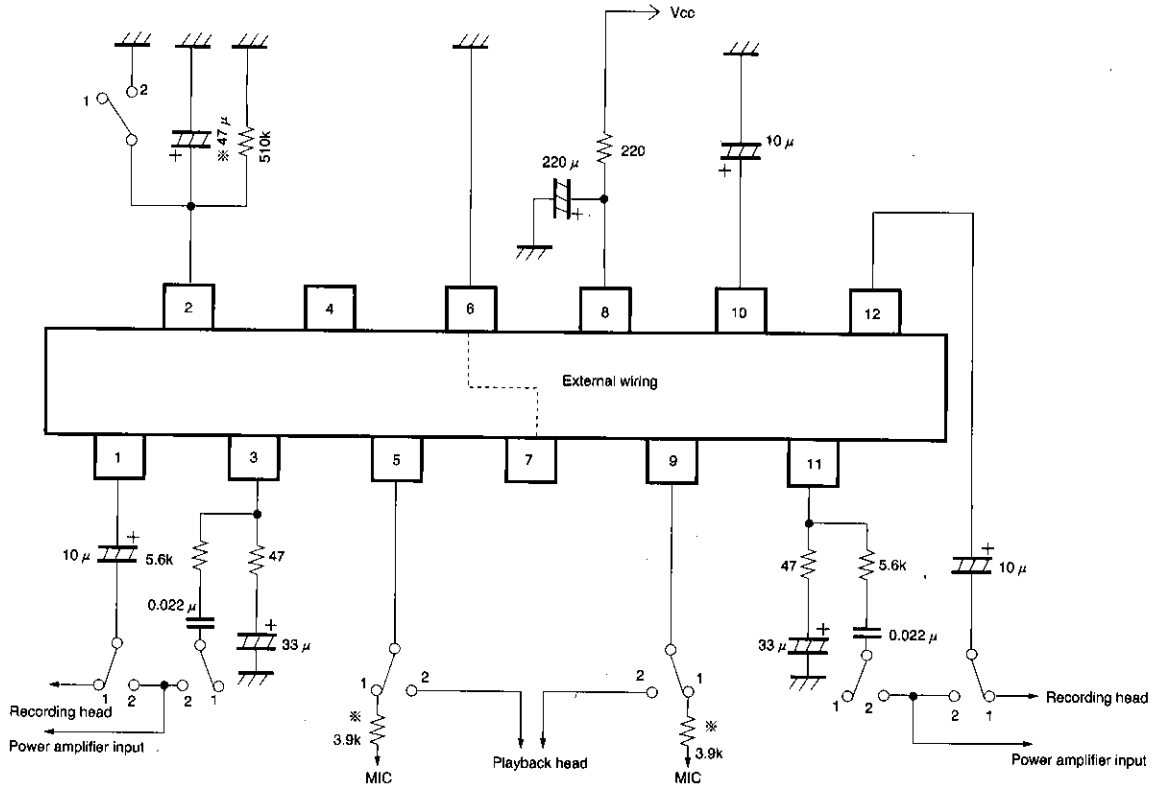 Vcc
1
2
※ 47 μ
+
510k
220 μ
+
220
10 μ
+
2
4
6
8
10
12
External wiring
1
3
5
7
9
11
10 μ
+
5.6k
47
0.022 μ
+
33 μ
1
2
2
1
Recording head
Power amplifier input
1
2
※
3.9k
MIC
Playback head
2
1
※
3.9k
MIC
47
5.6k
+
10 μ
33 μ
+
0.022 μ
1
2
2
1
Recording head
Power amplifier input